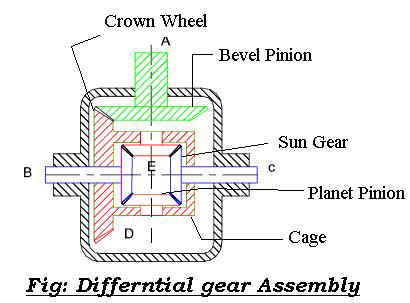 Crown Wheel
A
Bevel Pinion
Sun Gear
B
E
c
Planet Pinion
D
Cage
Fig: Differntial gear Assembly